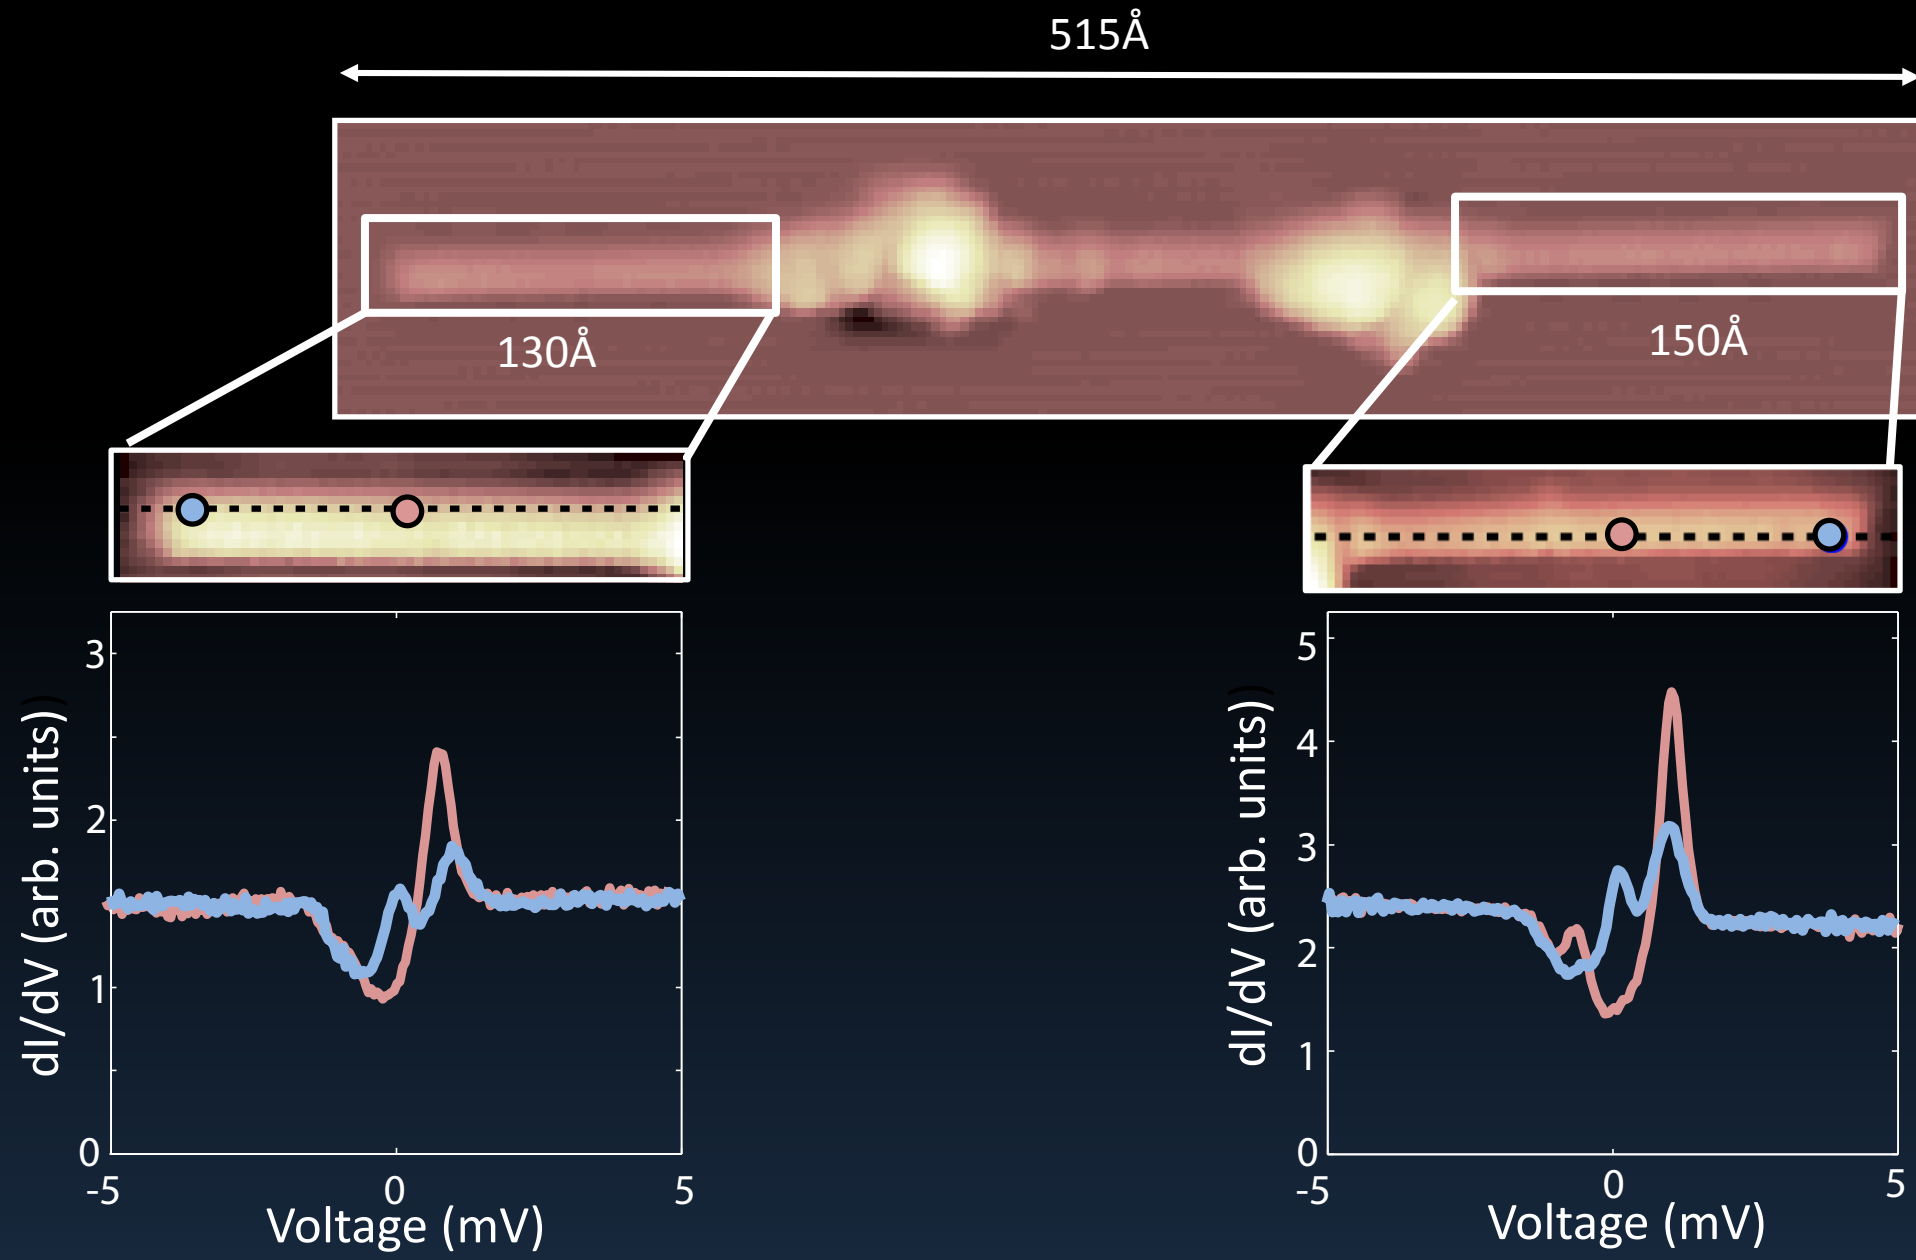 515Å
130Å
150Å
3
2
1
0
-5
0
5
dI/dV (arb. units))
Voltage (mV)
5
4
3
2
1
0
-5
0
5
dI/dV (arb. units))
Voltage (mV)